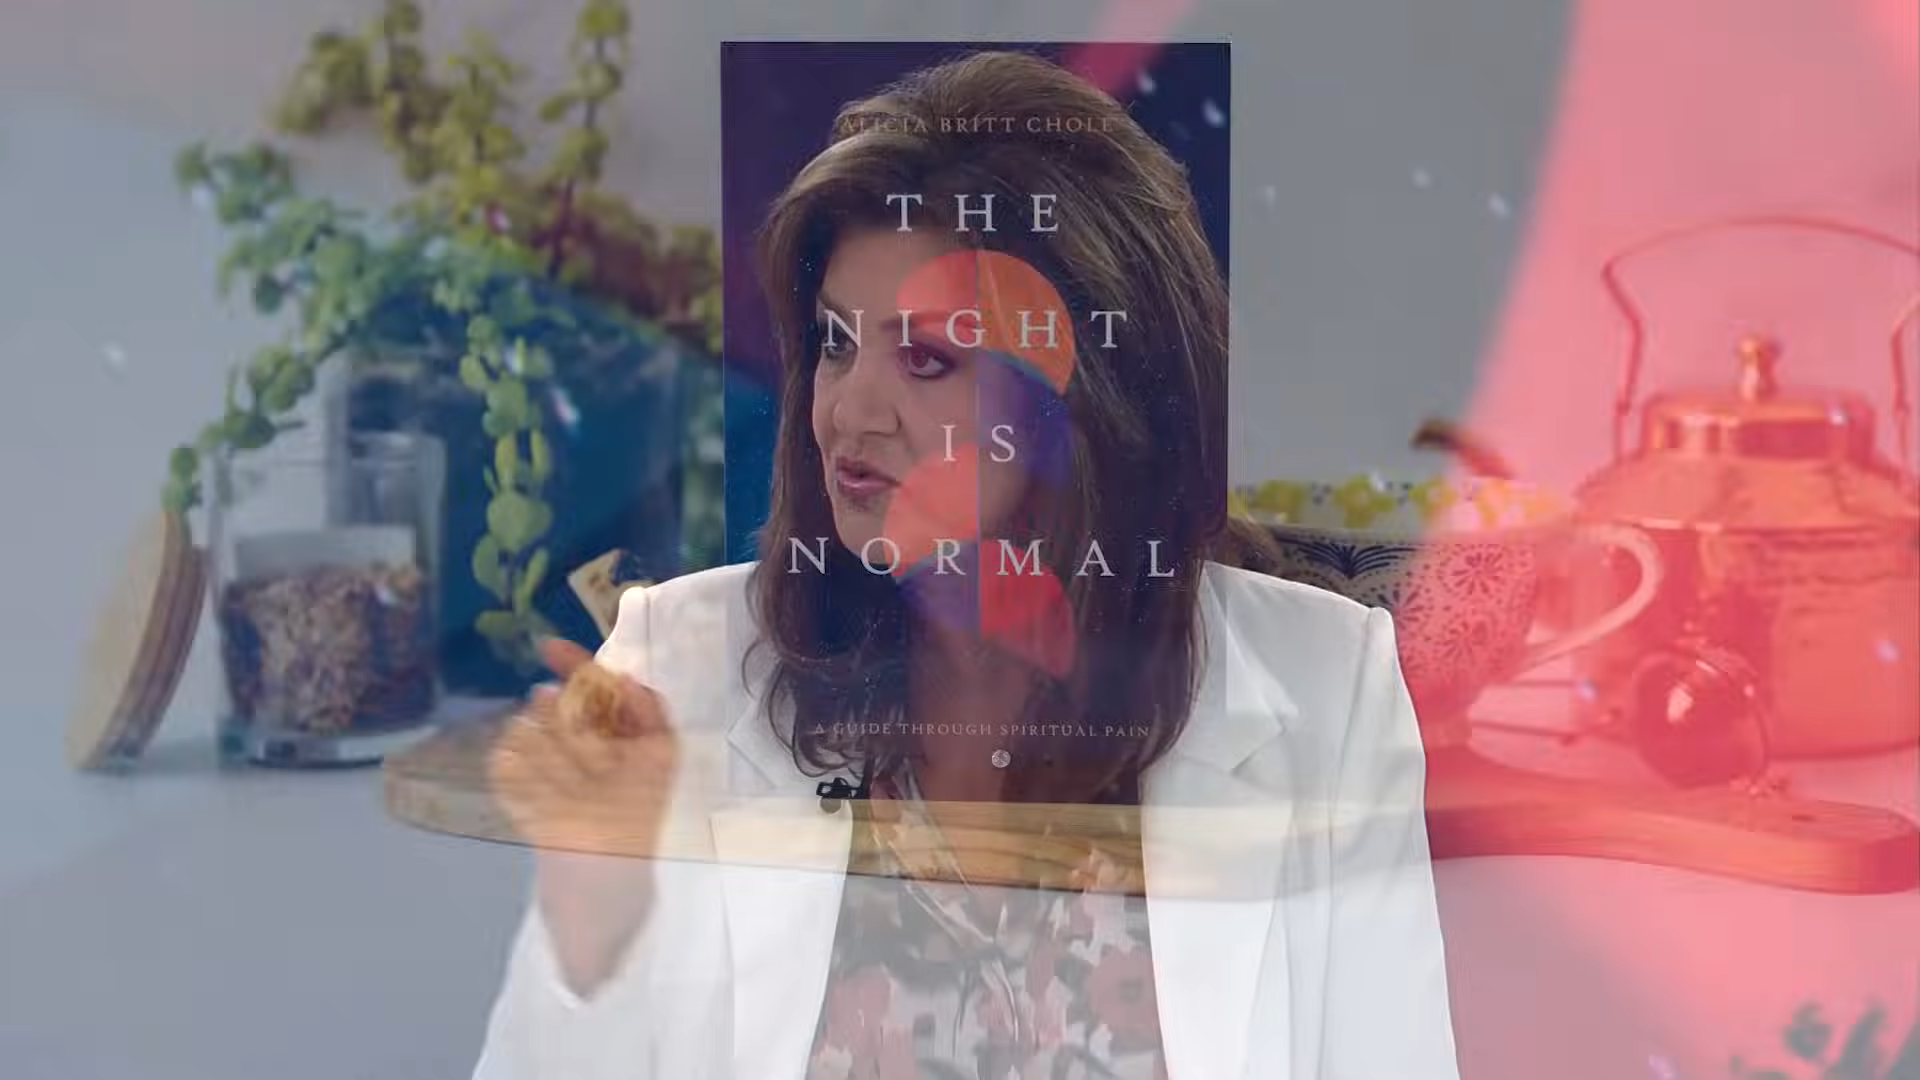 ALICIA BRITT CHOLE
THE
NIGHT
IS
NORMAL
A GUIDE THROUGH SPIRITUAL PAIN